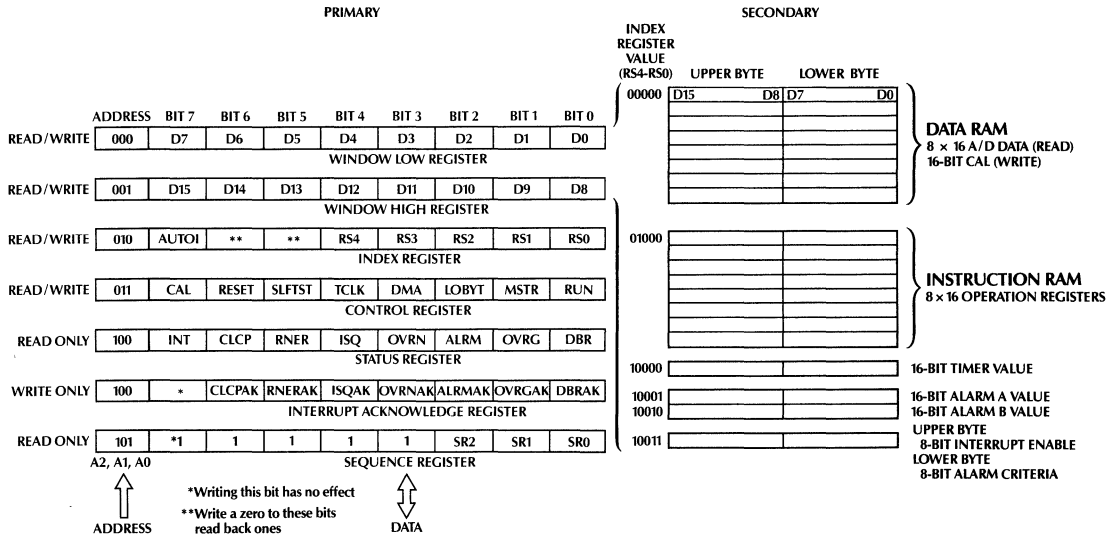 PRIMARY
SECONDARY
INDEX
REGISTER
VALUE
(RS4-RS0) UPPER BYTE LOWER BYTE
00000 D15 D8 D7 D0
DATA RAM
8 × 16 A/D DATA (READ)
16-BIT CAL (WRITE)
ADDRESS BIT 7 BIT 6 BIT 5 BIT 4 BIT 3 BIT 2 BIT 1 BIT 0
READ/WRITE 000 D7 D6 D5 D4 D3 D2 D1 D0
WINDOW LOW REGISTER
READ/WRITE 001 D15 D14 D13 D12 D11 D10 D9 D8
WINDOW HIGH REGISTER
READ/WRITE 010 AUTOI ** ** RS4 RS3 RS2 RS1 RS0
INDEX REGISTER
READ/WRITE 011 CAL RESET SLFTST TCLK DMA LOBYT MSTR RUN
CONTROL REGISTER
READ ONLY 100 INT CLCP RNER ISQ OVRN ALRM OVRG DBR
STATUS REGISTER
WRITE ONLY 100 * CLCPAK RNERAK ISQAK OVRNAK ALRMAK OVRGAK DBRAK
INTERRUPT ACKNOWLEDGE REGISTER
READ ONLY 101 *1 1 1 1 1 SR2 SR1 SR0
A2, A1, A0 SEQUENCE REGISTER
*Writing this bit has no effect
**Write a zero to these bits
read back ones
ADDRESS
DATA
01000
INSTRUCTION RAM
8 × 16 OPERATION REGISTERS
10000 16-BIT TIMER VALUE
10001 16-BIT ALARM A VALUE
10010 16-BIT ALARM B VALUE
10011 UPPER BYTE
8-BIT INTERRUPT ENABLE
LOWER BYTE
8-BIT ALARM CRITERIA